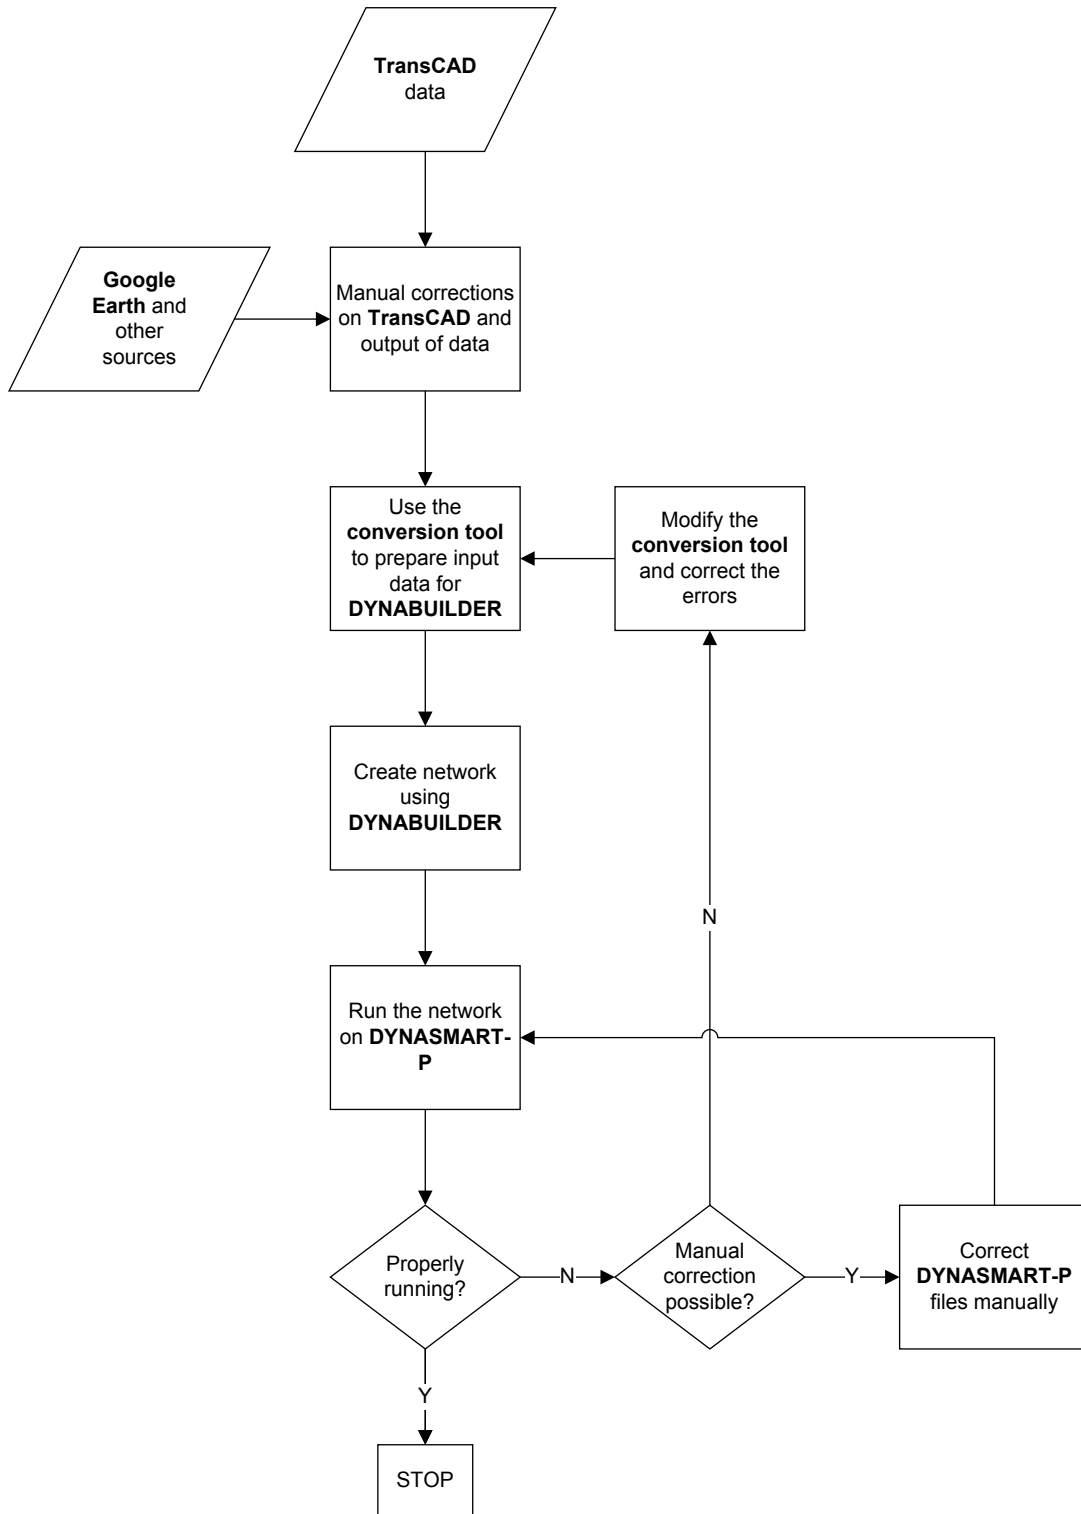 TransCAD
data
Google
Earth and
other
sources
Manual corrections
on TransCAD and
output of data
Use the
conversion tool
to prepare input
data for
DYNABUILDER
Modify the
conversion tool
and correct the
errors
Create network
using
DYNABUILDER
N
Run the network
on DYNASMART-
P
Properly
running?
N
Manual
correction
possible?
Y
Correct
DYNASMART-P
files manually
Y
STOP